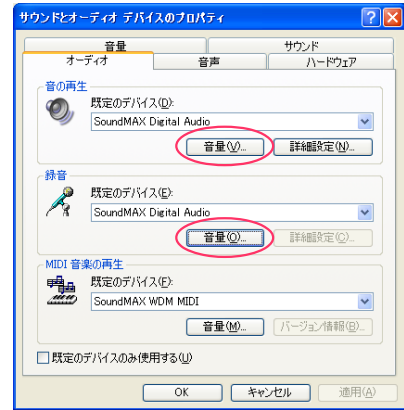 サウンドとオーディオ デバイスのプロパティ
音量 サウンド
オーディオ 音声 ハードウェア
音の再生
既定のデバイス(D):
SoundMAX Digital Audio
音量(V)... 詳細設定(N)...
録音
既定のデバイス(E):
SoundMAX Digital Audio
音量(O)... 詳細設定(C)...
MIDI 音楽の再生
既定のデバイス(F):
SoundMAX WDM MIDI
音量(M)... バージョン情報(B)...
既定のデバイスのみ使用する(U)
OK キャンセル 適用(A)